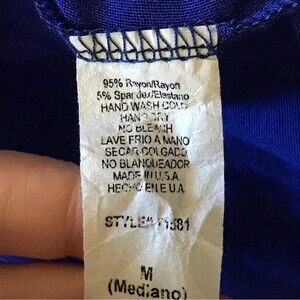 95% Rayon/Rayon
5% Spandex/Elastano
HAND WASH COLD
HANG DRY
NO BLEACH
LAVE FRIO A MANO
SECAR COLGADO
NO BLANQUEADOR
MADE IN U.S.A.
HECHO EN E.U.A.
STYLE#
M
(Mediano)